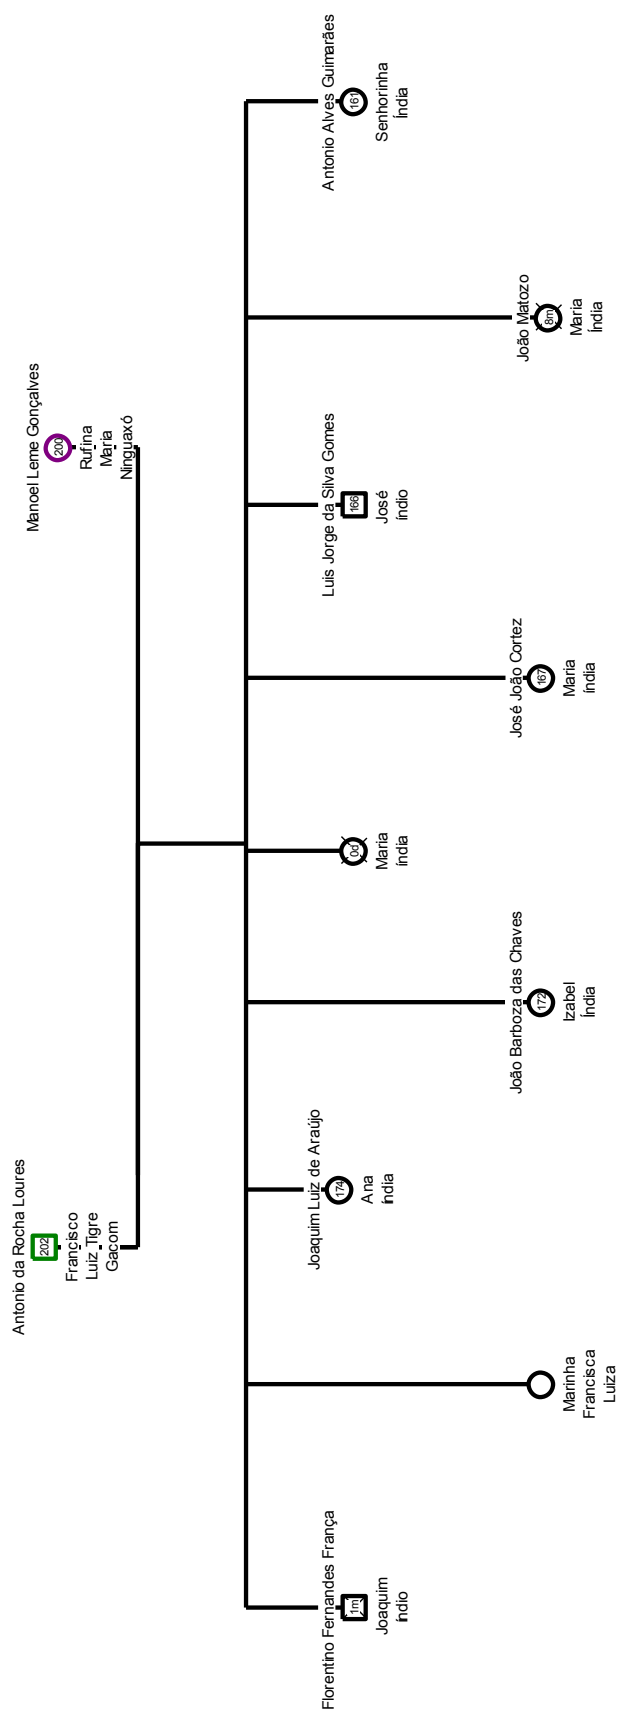 Antonio da Rocha Loures
202
Francisco
Luiz Tigre
Gacom
Manoel Leme Gonçalves
200
Rufina
Maria
Ninguaxó
Florentino Fernandes França
1m
Joaquim
índio
Marinha
Francisca
Luiza
Joaquim Luiz de Araújo
174
Ana
índia
João Barboza das Chaves
172
Izabel
Índia
0d
Maria
índia
José João Cortez
167
Maria
índia
Luis Jorge da Silva Gomes
166
José
índio
João Matozo
8m
Maria
Índia
Antonio Alves Guimarães
161
Senhorinha
Índia